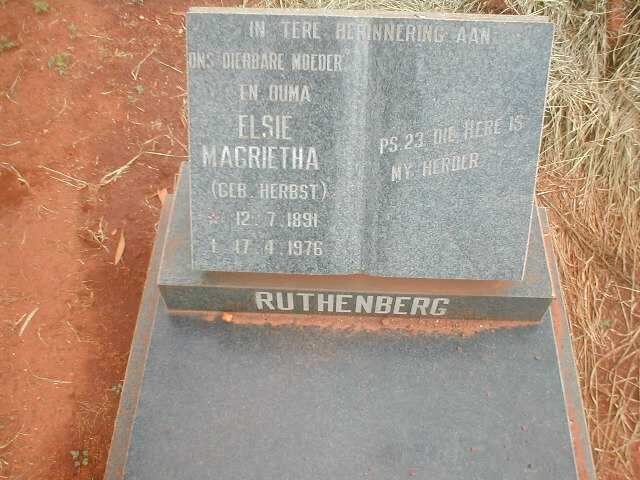 IN TERE HERINNERING AAN
ONS DIERBARE MOEDER
EN OUMA
ELSIE
MAGRIETHA
(GEB. HERBST)
* 12.7.1891
† 17.4.1976
PS.23 DIE HERE IS
MY HERDER
RUTHENBERG